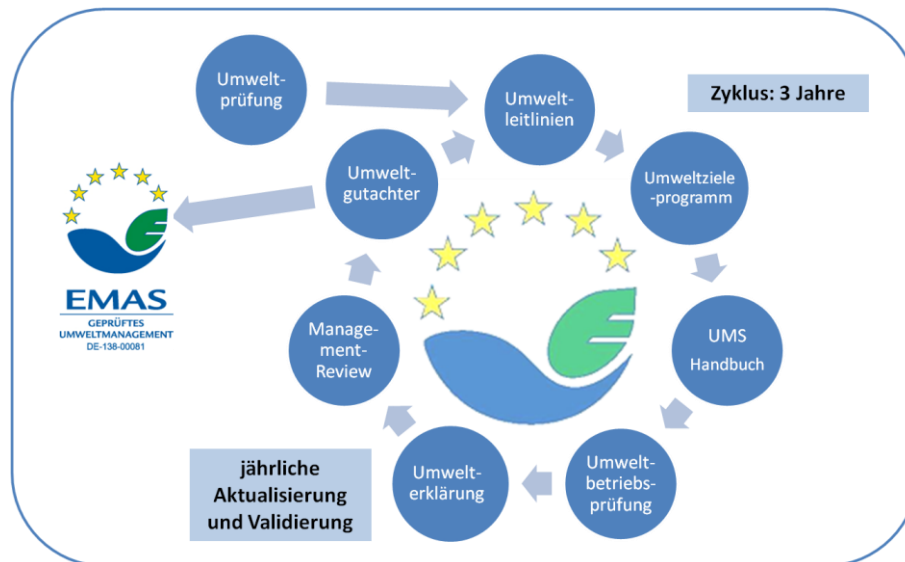 Umwelt-
prüfung
Umwelt-
leitlinien
Zyklus: 3 Jahre
Umwelt-
gutachter
Umweltziele
-programm
EMAS
GEPRÜFTES
UMWELTMANAGEMENT
DE-138-00081
Manage-
ment-
Review
UMS
Handbuch
jährliche
Aktualisierung
und Validierung
Umwelt-
erklärung
Umwelt-
betriebs-
prüfung